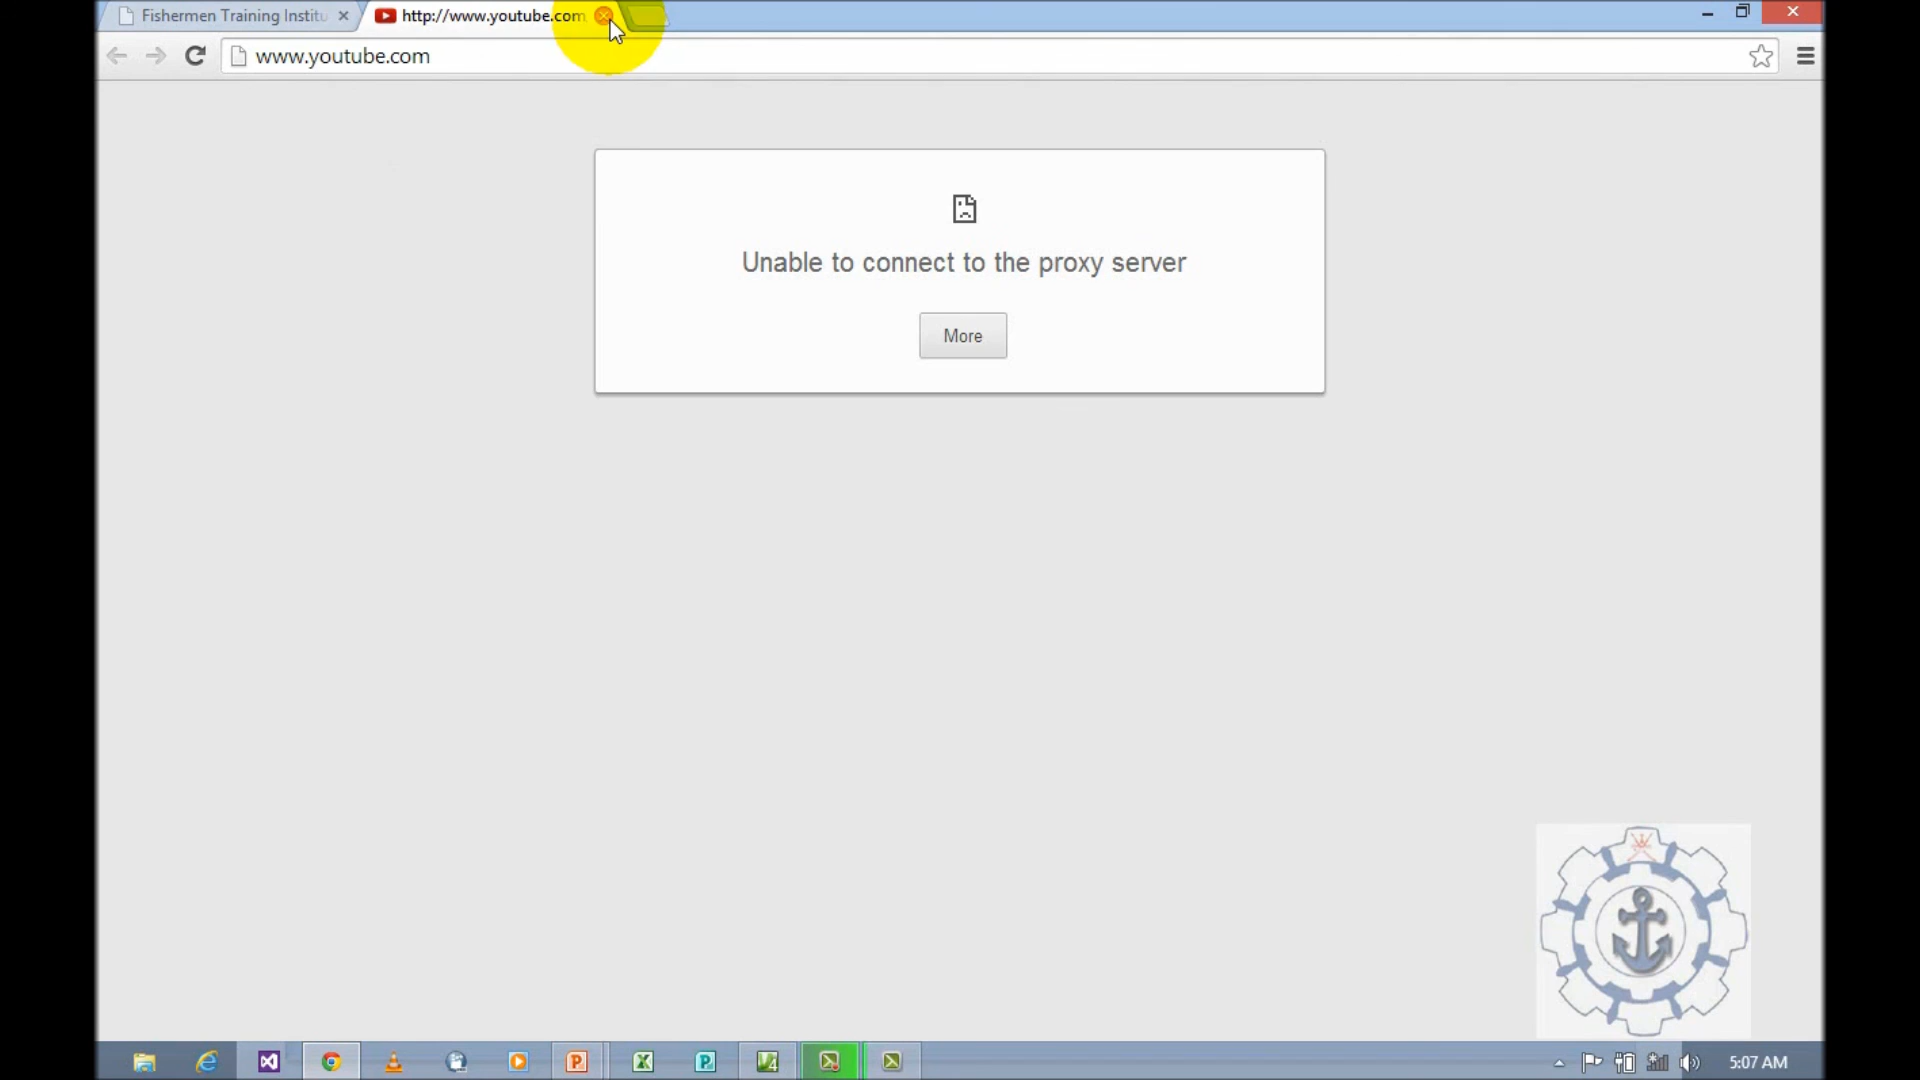 Fishermen Training Institu
http://www.youtube.com
www.youtube.com
Unable to connect to the proxy server
More
5:07 AM